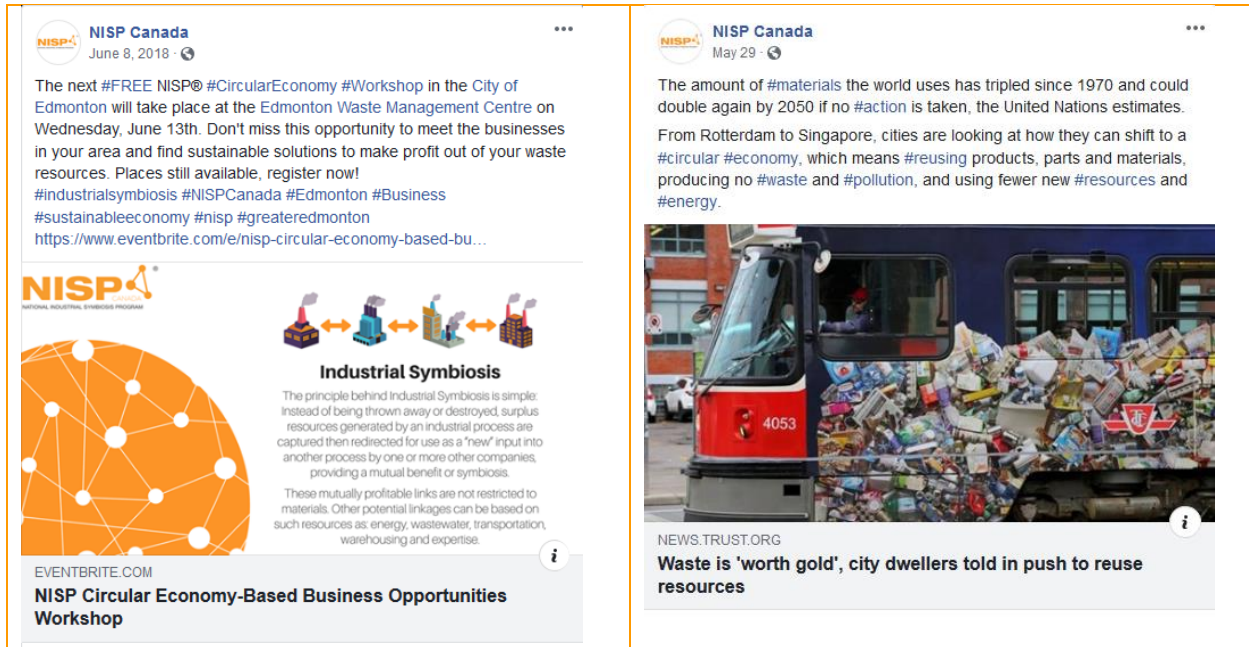 NISP Canada
June 8, 2018 ·
The next #FREE NISP® #CircularEconomy #Workshop in the City of
Edmonton will take place at the Edmonton Waste Management Centre on
Wednesday, June 13th. Don't miss this opportunity to meet the businesses
in your area and find sustainable solutions to make profit out of your waste
resources. Places still available, register now!
#industrialsymbiosis #NISPCanada #Edmonton #Business
#sustainableeconomy #nisp #greateredmonton
https://www.eventbrite.com/e/nisp-circular-economy-based-bu…
NISP
CANADA
NATIONAL INDUSTRIAL SYMBIOSIS PROGRAM
Industrial Symbiosis
The principle behind Industrial Symbiosis is simple:
Instead of being thrown away or destroyed, surplus
resources generated by an industrial process are
captured then redirected for use as a "new" input into
another process by one or more other companies,
providing a mutual benefit or symbiosis.
These mutually profitable links are not restricted to
materials. Other potential linkages can be based on
such resources as: energy, wastewater, transportation,
warehousing and expertise.
EVENTBRITE.COM
NISP Circular Economy-Based Business Opportunities
Workshop
NISP Canada
May 29 ·
The amount of #materials the world uses has tripled since 1970 and could
double again by 2050 if no #action is taken, the United Nations estimates.
From Rotterdam to Singapore, cities are looking at how they can shift to a
#circular #economy, which means #reusing products, parts and materials,
producing no #waste and #pollution, and using fewer new #resources and
#energy.
4053
NEWS.TRUST.ORG
Waste is 'worth gold', city dwellers told in push to reuse
resources